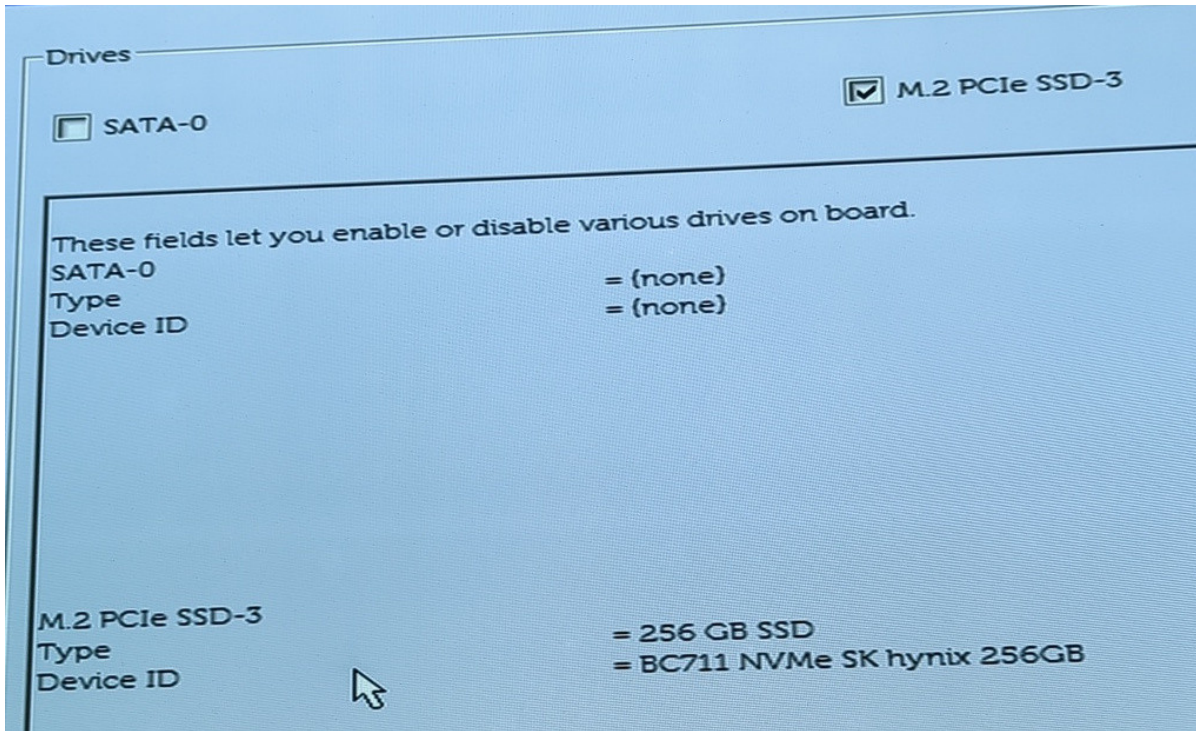 Drives
SATA-0
M.2 PCIe SSD-3
These fields let you enable or disable various drives on board.
SATA-0
Type = {none}
Device ID = {none}
M.2 PCIe SSD-3
Type = 256 GB SSD
Device ID = BC711 NVMe SK hynix 256GB